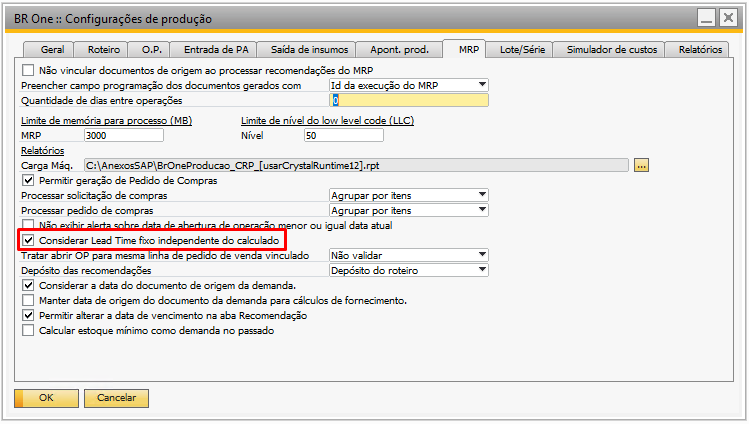 BR One :: Configurações de produção
Geral Roteiro O.P. Entrada de PA Saída de insumos Apont. prod. MRP Lote/Série Simulador de custos Relatórios
Não vincular documentos de origem ao processar recomendações do MRP
Preencher campo programação dos documentos gerados com Id da execução do MRP
Quantidade de dias entre operações 0
Limite de memória para processo (MB) Limite de nível do low level code (LLC)
MRP 3000 Nível 50
Relatórios
Carga Máq. C:\AnexosSAP\BrOneProducao_CRP_[usarCrystalRuntime12].rpt ...
Permitir geração de Pedido de Compras
Processar solicitação de compras Agrupar por itens
Processar pedido de compras Agrupar por itens
Não exibir alerta sobre data de abertura de operação menor ou igual data atual
Considerar Lead Time fixo independente do calculado
Tratar abrir OP para mesma linha de pedido de venda vinculado Não validar
Depósito das recomendações Depósito do roteiro
Considerar a data do documento de origem da demanda.
Manter data de origem do documento da demanda para cálculos de fornecimento.
Permitir alterar a data de vencimento na aba Recomendação
Calcular estoque mínimo como demanda no passado
OK Cancelar